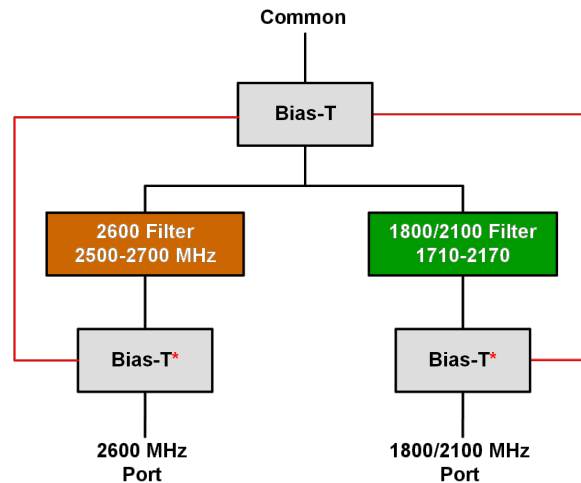 Common
Bias-T
2600 Filter
2500-2700 MHz
1800/2100 Filter
1710-2170
Bias-T*
Bias-T*
2600 MHz
Port
1800/2100 MHz
Port